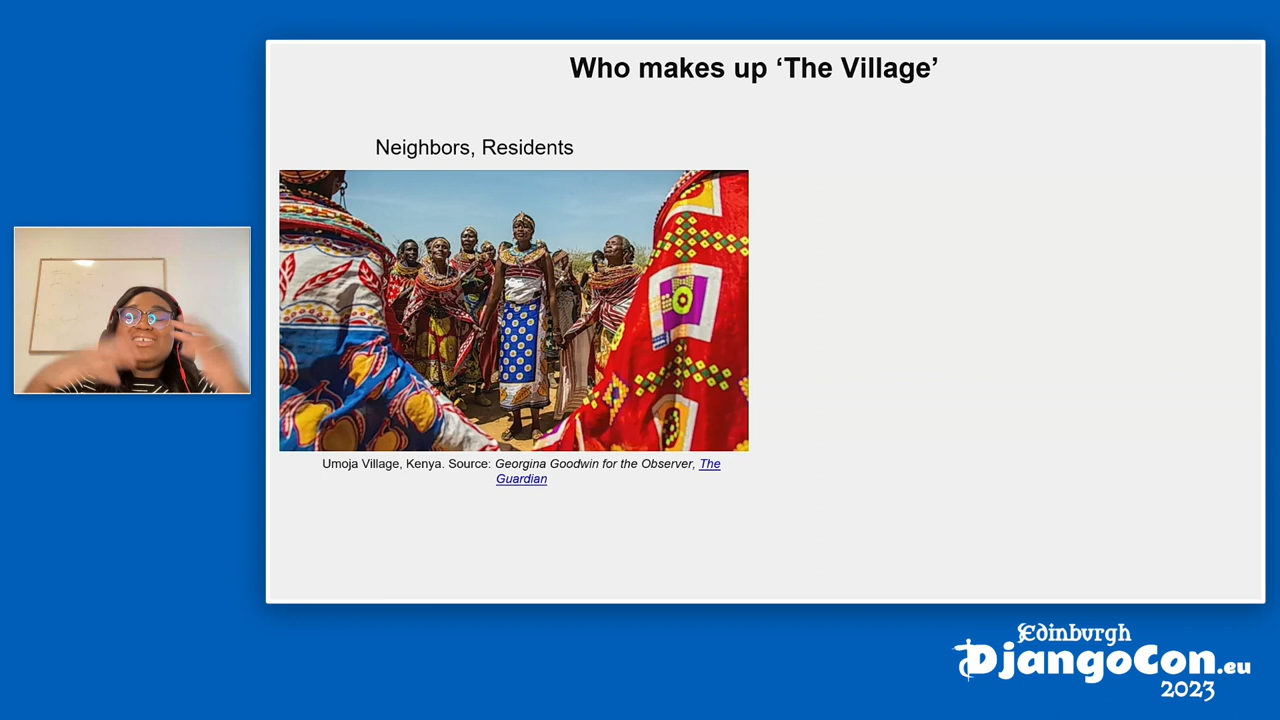 Who makes up ‘The Village’
Neighbors, Residents
Umoja Village, Kenya. Source: Georgina Goodwin for the Observer, The
Guardian
Edinburgh
DjangoCon.eu
2023